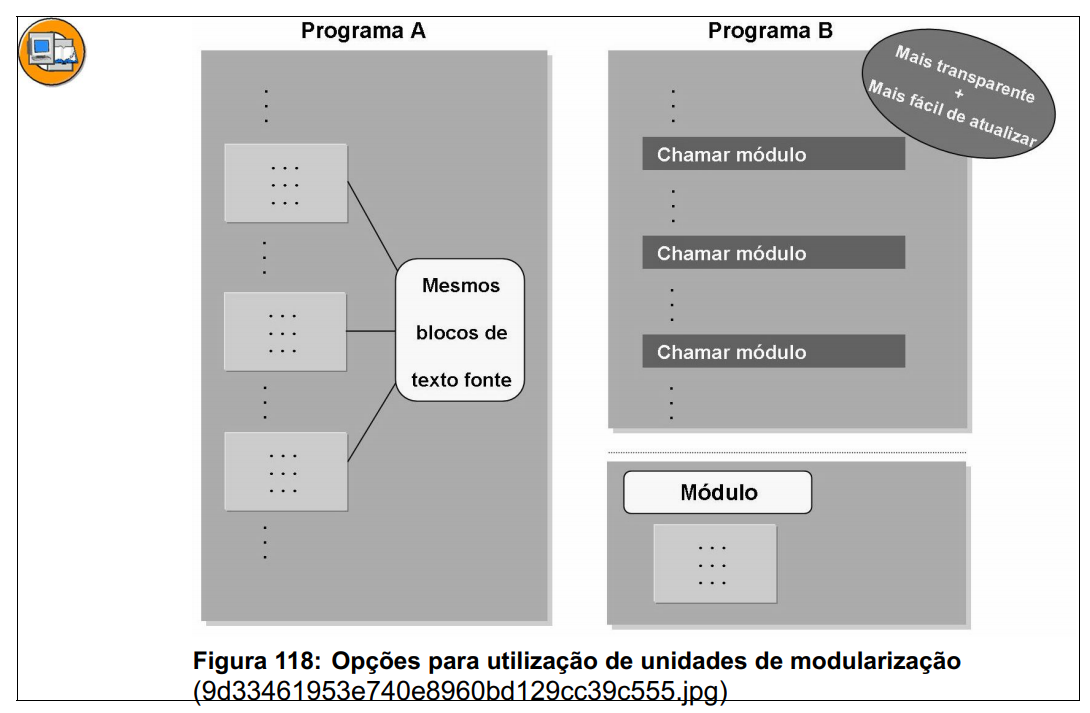 Programa A
Mesmos
blocos de
texto fonte
Programa B
Mais transparente
+
Mais fácil de atualizar
Chamar módulo
Chamar módulo
Chamar módulo
Módulo
Figura 118: Opções para utilização de unidades de modularização
(9d33461953e740e8960bd129cc39c555.jpg)